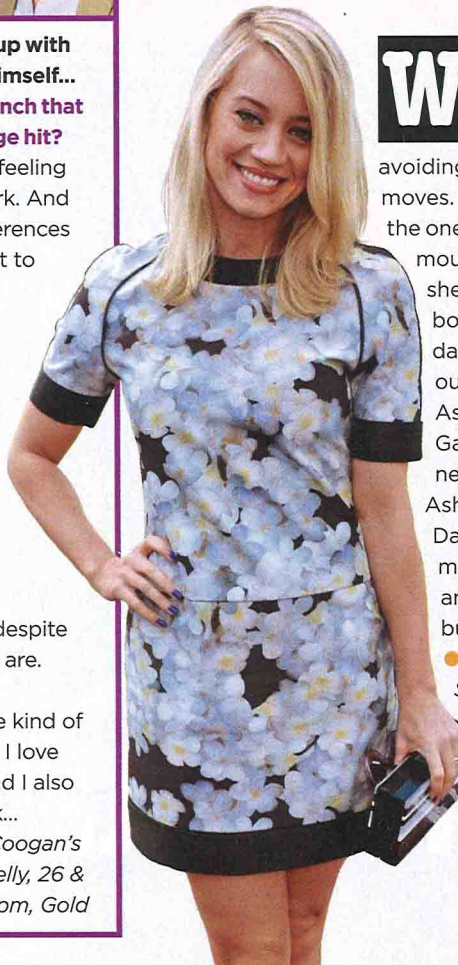 up with
imself...
nch that
ge hit?
feeling
rk. And
erences
t to
despite
are.
e kind of
I love
d I also
k...
Coogan's
elly, 26 &
om, Gold
W
avoiding
moves.
the one
mou
she
bo
da
ou
As
Ga
ne
Ash
Da
m
an
bu
S